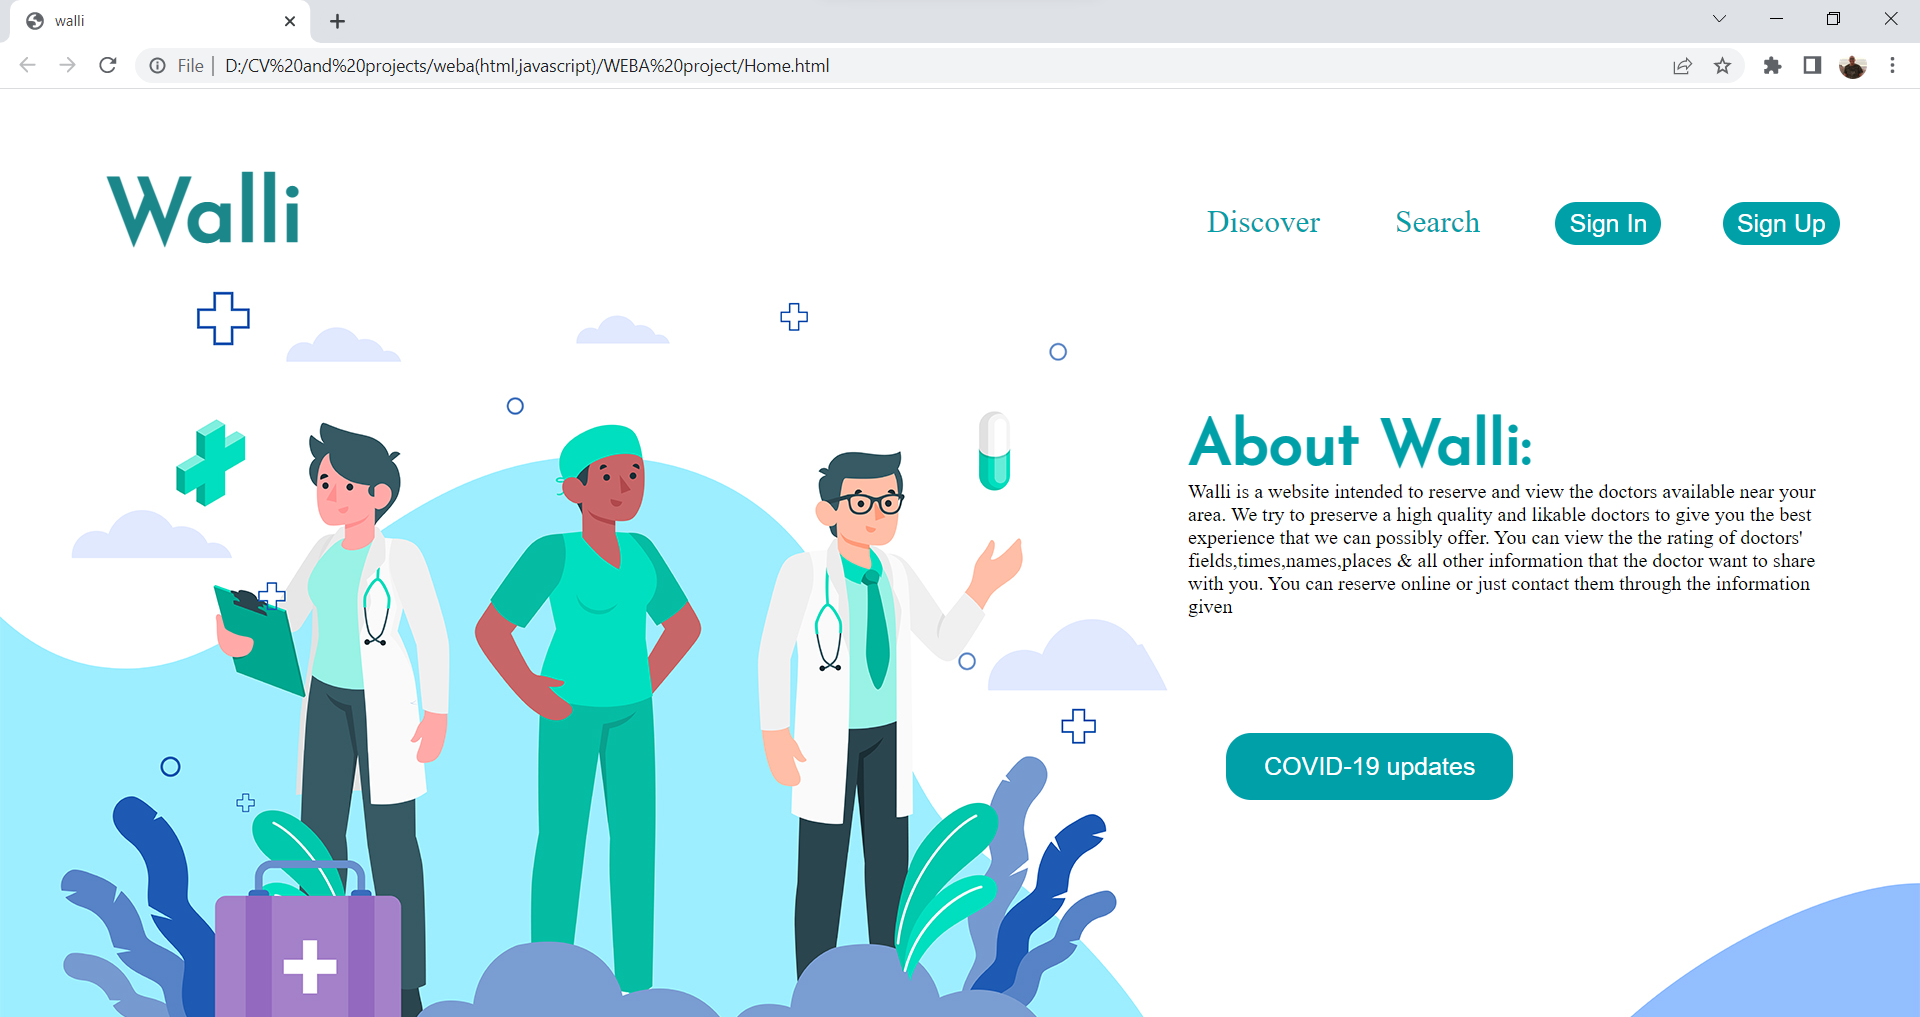 walli
File | D:/CV%20and%20projects/weba(html,javascript)/WEBA%20project/Home.html
Walli
Discover Search Sign In Sign Up
About Walli:
Walli is a website intended to reserve and view the doctors available near your
area. We try to preserve a high quality and likable doctors to give you the best
experience that we can possibly offer. You can view the the rating of doctors'
fields,times,names,places & all other information that the doctor want to share
with you. You can reserve online or just contact them through the information
given
COVID-19 updates